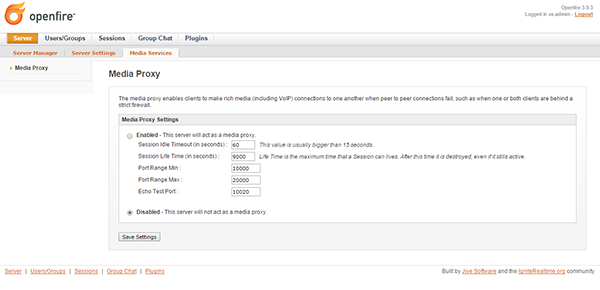 openfire™
Openfire 3.9.3
Logged in as admin - Logout
Server Users/Groups Sessions Group Chat Plugins
Server Manager | Server Settings | Media Services
Media Proxy
Media Proxy
The media proxy enables clients to make rich media (including VoIP) connections to one another when peer to peer connections fail, such as when one or both clients are behind a
strict firewall.
Media Proxy Settings
Enabled - This server will act as a media proxy.
Session Idle Timeout (in seconds) : 60 This value is usually bigger than 15 seconds.
Session Life Time (in seconds) : 9000 Life Time is the maximum time that a Session can lives. After this time it is destroyed, even if it stills active.
Port Range Min : 10000
Port Range Max : 20000
Echo Test Port : 10020
Disabled - This server will not act as a media proxy.
Save Settings
Server | Users/Groups | Sessions | Group Chat | Plugins
Built by Jive Software and the IgniteRealtime.org community